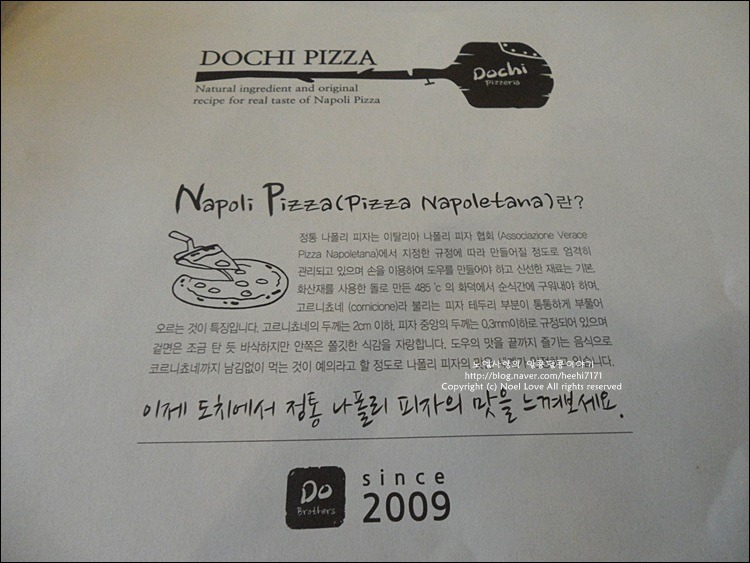 DOCHI PIZZA
Dochi
Pizzeria
Natural ingredient and original
recipe for real taste of Napoli Pizza
Napoli Pizza(Pizza Napoletana)란?
정통 나폴리 피자는 이탈리아 나폴리 피자 협회 (Associazione Verace
Pizza Napoletana)에서 지정한 규정에 따라 만들어질 정도로 엄격히
관리되고 있으며 손을 이용하여 도우를 만들어야 하고 신선한 재료는 기본,
화산재를 사용한 돌로 만든 485℃의 화덕에서 순식간에 구워내야 하며,
고르니쵸네 (cornicione)라 불리는 피자 테두리 부분이 통통하게 부풀어
오르는 것이 특징입니다. 고르니쵸네의 두께는 2cm 이하, 피자 중앙의 두께는 0.3mm이하로 규정되어 있으며
겉면은 조금 탄 듯 바삭하지만 안쪽은 쫄깃한 식감을 자랑합니다. 도우의 맛을 끝까지 즐기는 음식으로
코르니쵸네까지 남김없이 먹는 것이 예의라고 할 정도로 나폴리 피자의 맛은 있습니다.
http://blog.naver.com/heehi7171
Copyright (c) Noel Love All rights reserved
이제 도치에서 정통 나폴리 피자의 맛을 느껴보세요.
Do
Brothers
since
2009